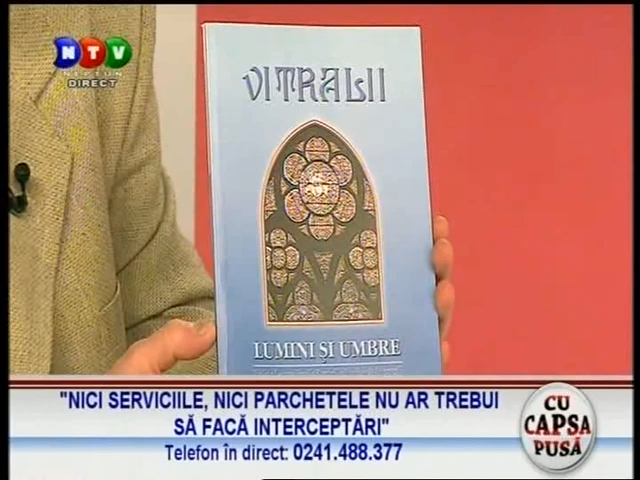 NTV
NEPTUN
DIRECT
VITRALII
LUMINI ȘI UMBRE
"NICI SERVICIILE, NICI PARCHETELE NU AR TREBUI
SĂ FACĂ INTERCEPTĂRI"
Telefon în direct: 0241.488.377
CU
CAPSA
PUSĂ